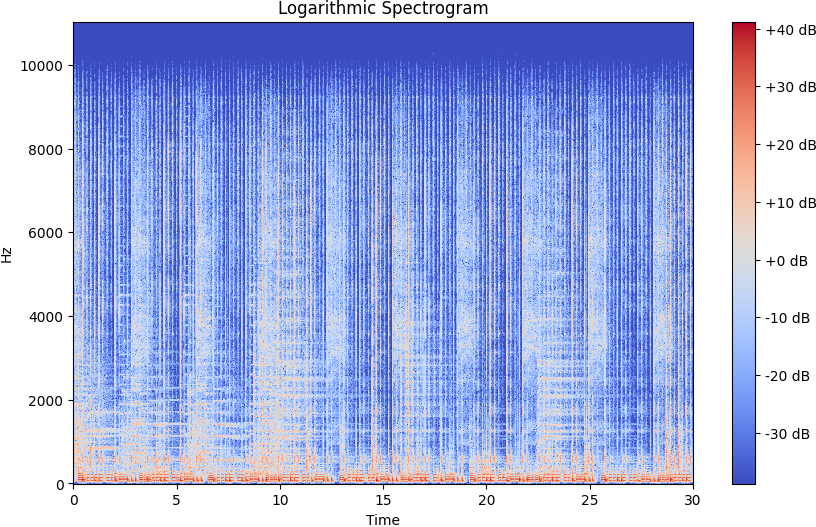 Logarithmic Spectrogram
Hz
10000
8000
6000
4000
2000
0
0 5 10 15 20 25 30
Time
+40 dB
+30 dB
+20 dB
+10 dB
+0 dB
-10 dB
-20 dB
-30 dB